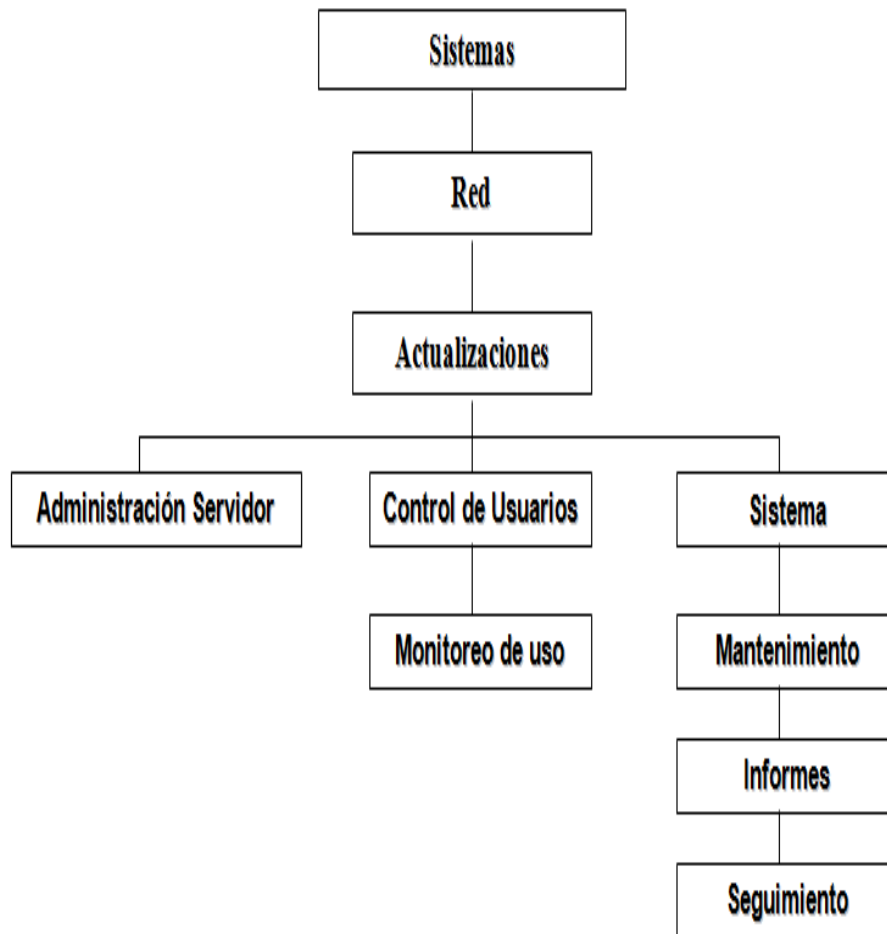 Sistemas
Red
Actualizaciones
Administración Servidor
Control de Usuarios
Sistema
Monitoreo de uso
Mantenimiento
Informes
Seguimiento